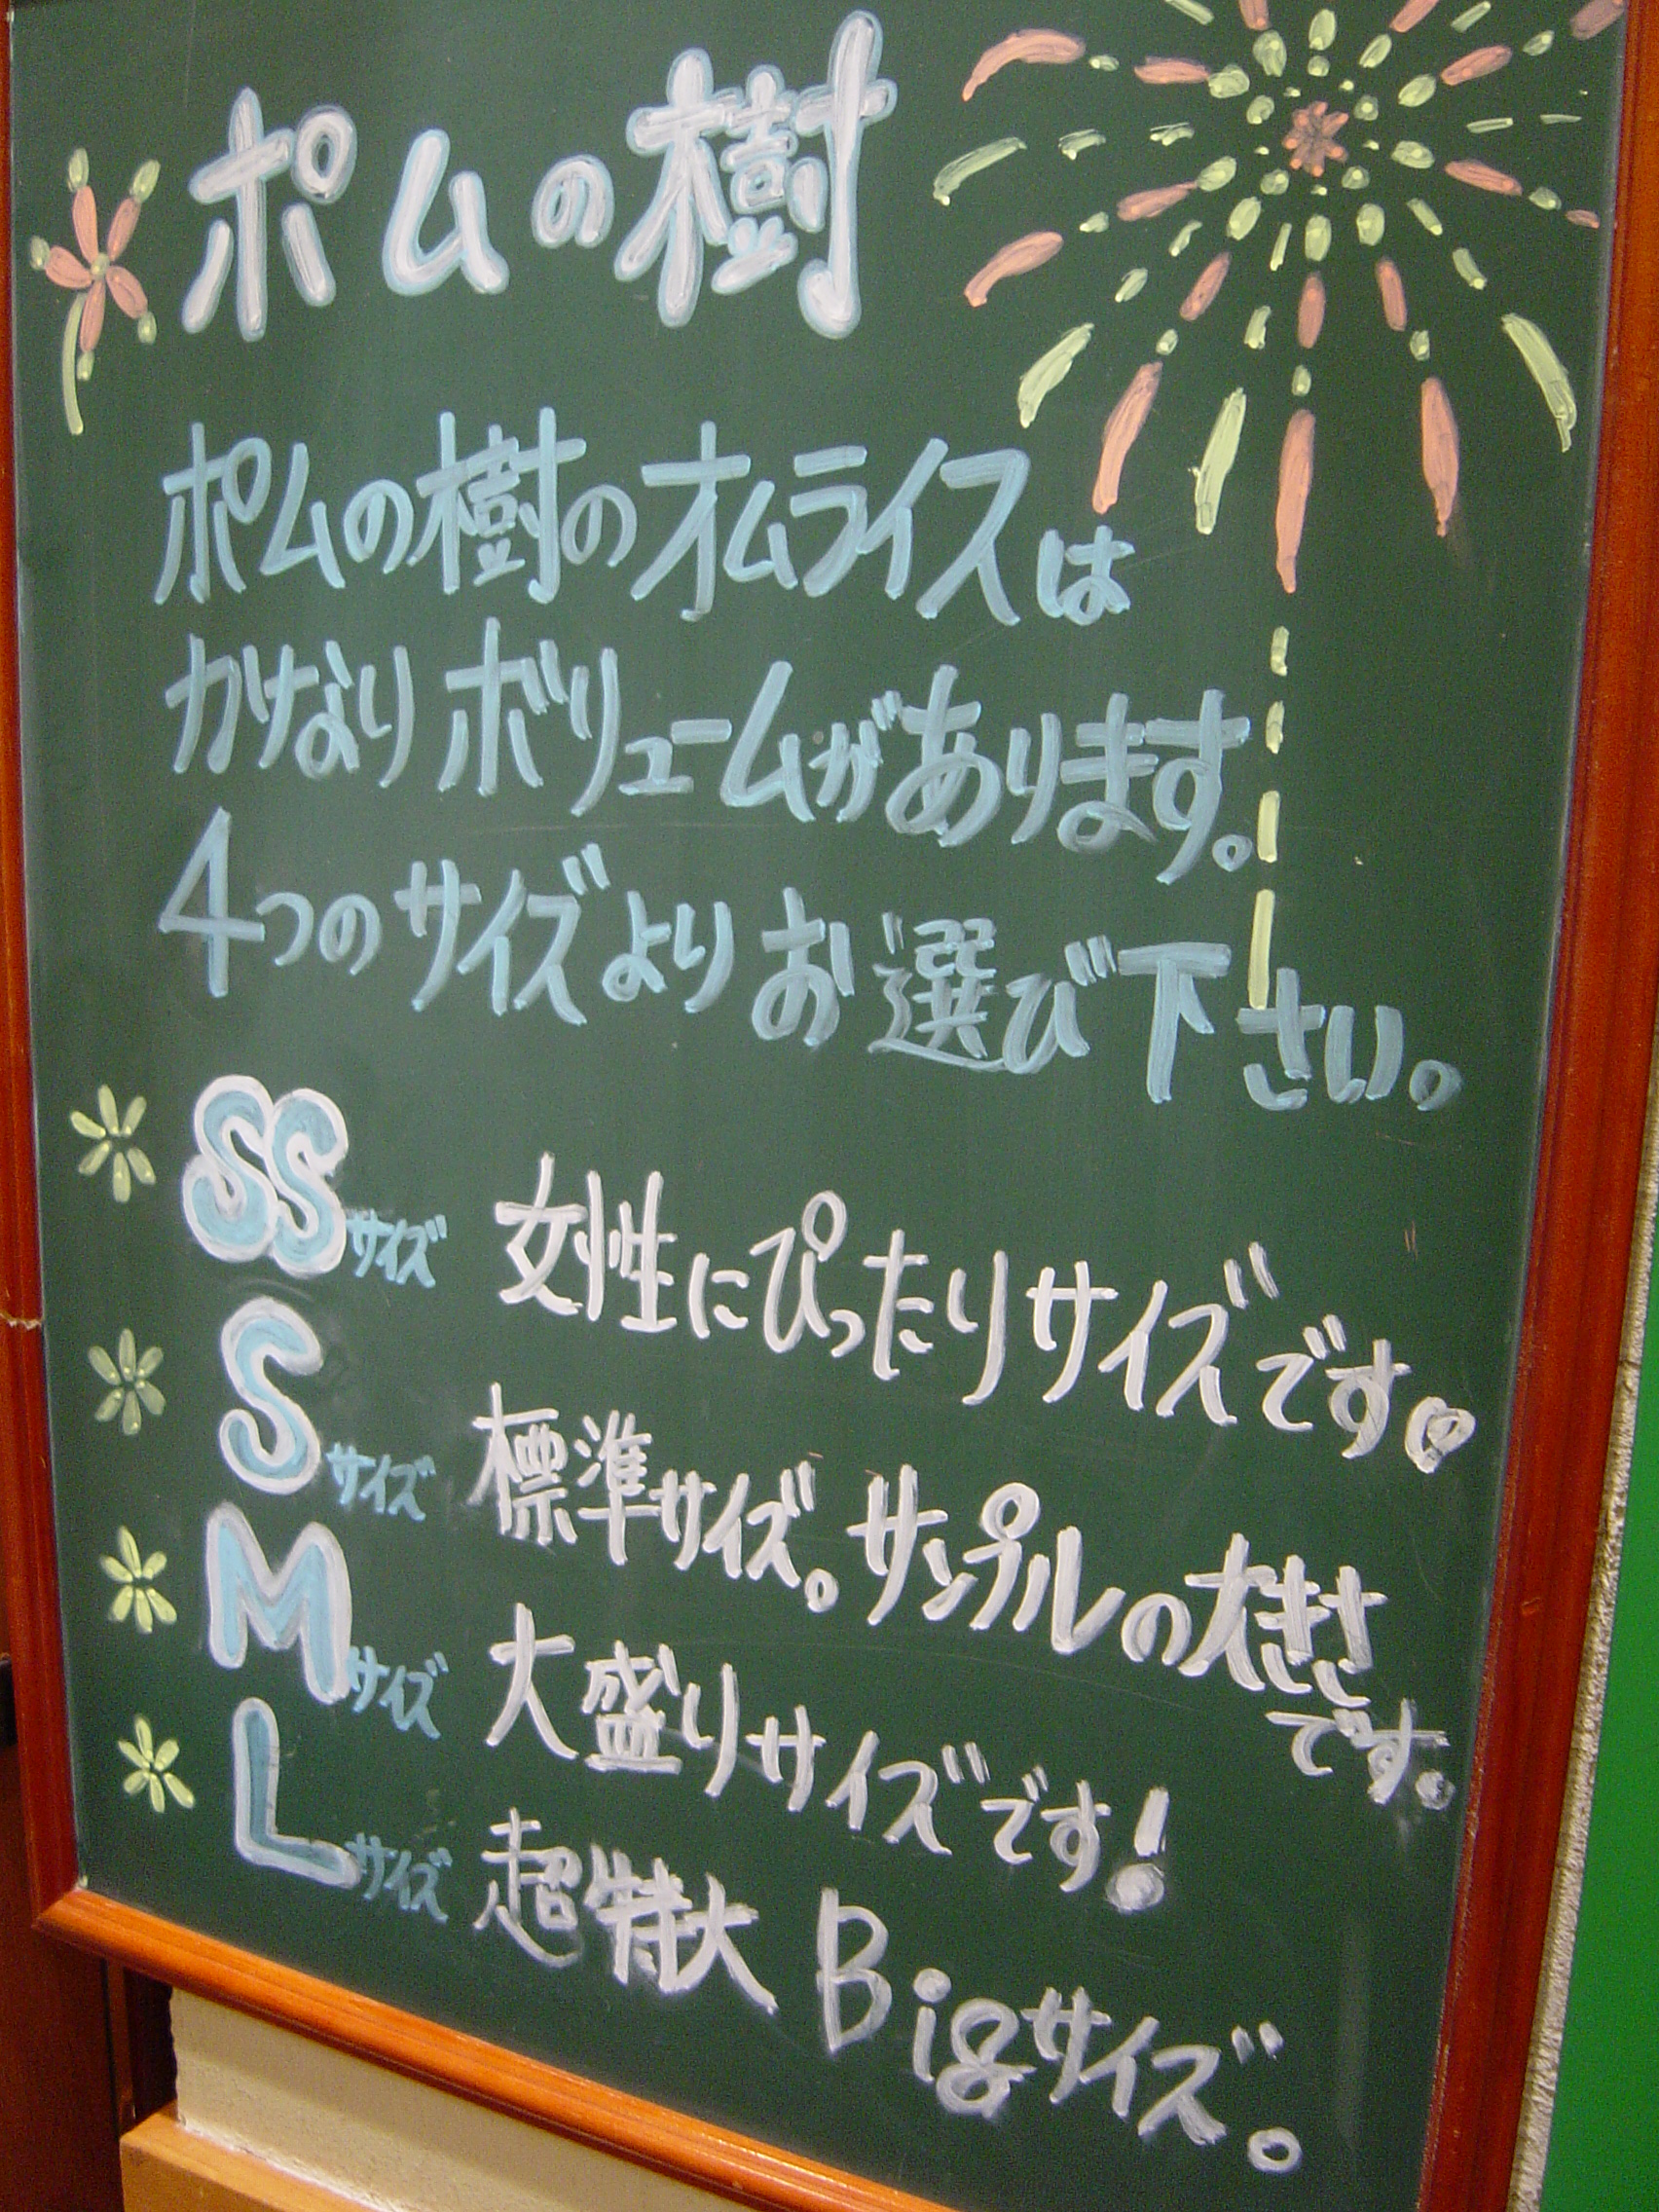 ポムの樹
ポムの樹のオムライスは
かなりボリュームがあります。
4つのサイズよりお選び下さい。
SSサイズ 女性にぴったりサイズです♡
Sサイズ 標準サイズ。サンプルの大きさ
です。
Mサイズ 大盛りサイズです!
Lサイズ 超特大Bigサイズ。